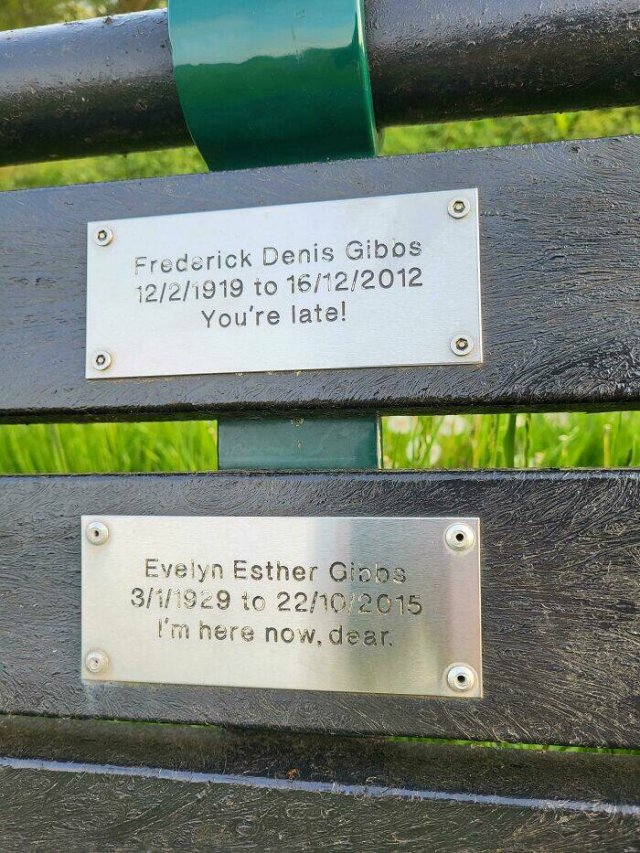 Frederick Denis Gibbs
12/2/1919 to 16/12/2012
You're late!
Evelyn Esther Gibbs
3/1/1929 to 22/10/2015
I'm here now, dear.